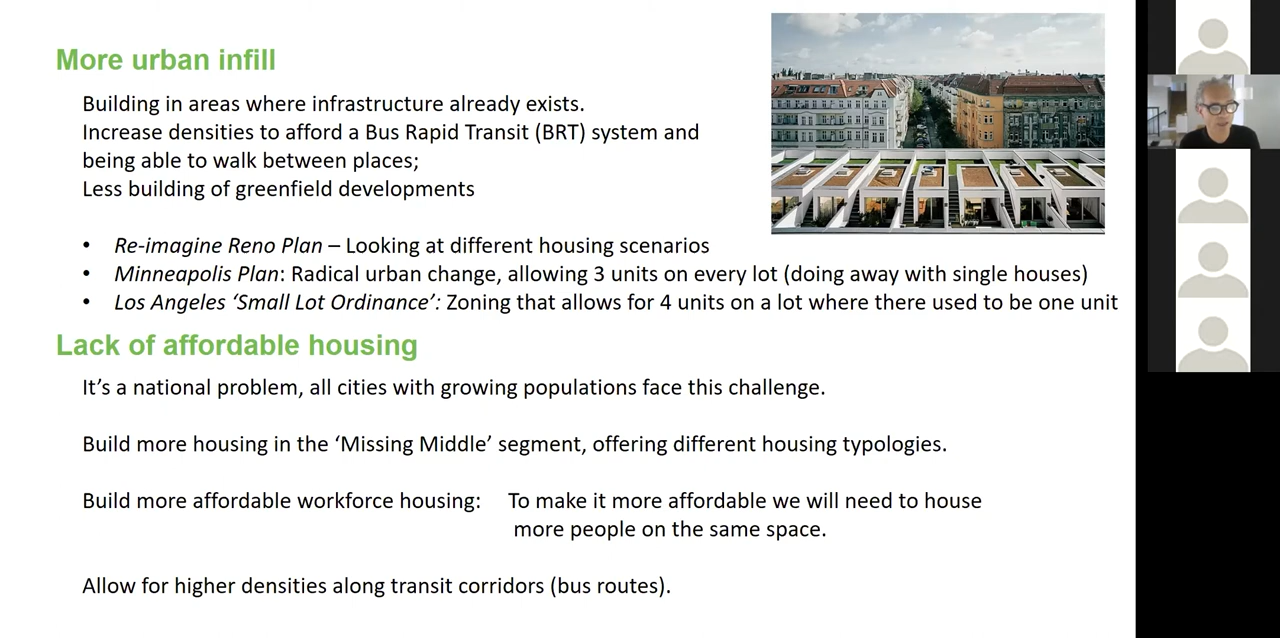 More urban infill
Building in areas where infrastructure already exists.
Increase densities to afford a Bus Rapid Transit (BRT) system and
being able to walk between places;
Less building of greenfield developments
• Re-imagine Reno Plan – Looking at different housing scenarios
• Minneapolis Plan: Radical urban change, allowing 3 units on every lot (doing away with single houses)
• Los Angeles ‘Small Lot Ordinance’: Zoning that allows for 4 units on a lot where there used to be one unit
Lack of affordable housing
It’s a national problem, all cities with growing populations face this challenge.
Build more housing in the ‘Missing Middle’ segment, offering different housing typologies.
Build more affordable workforce housing: To make it more affordable we will need to house
more people on the same space.
Allow for higher densities along transit corridors (bus routes).